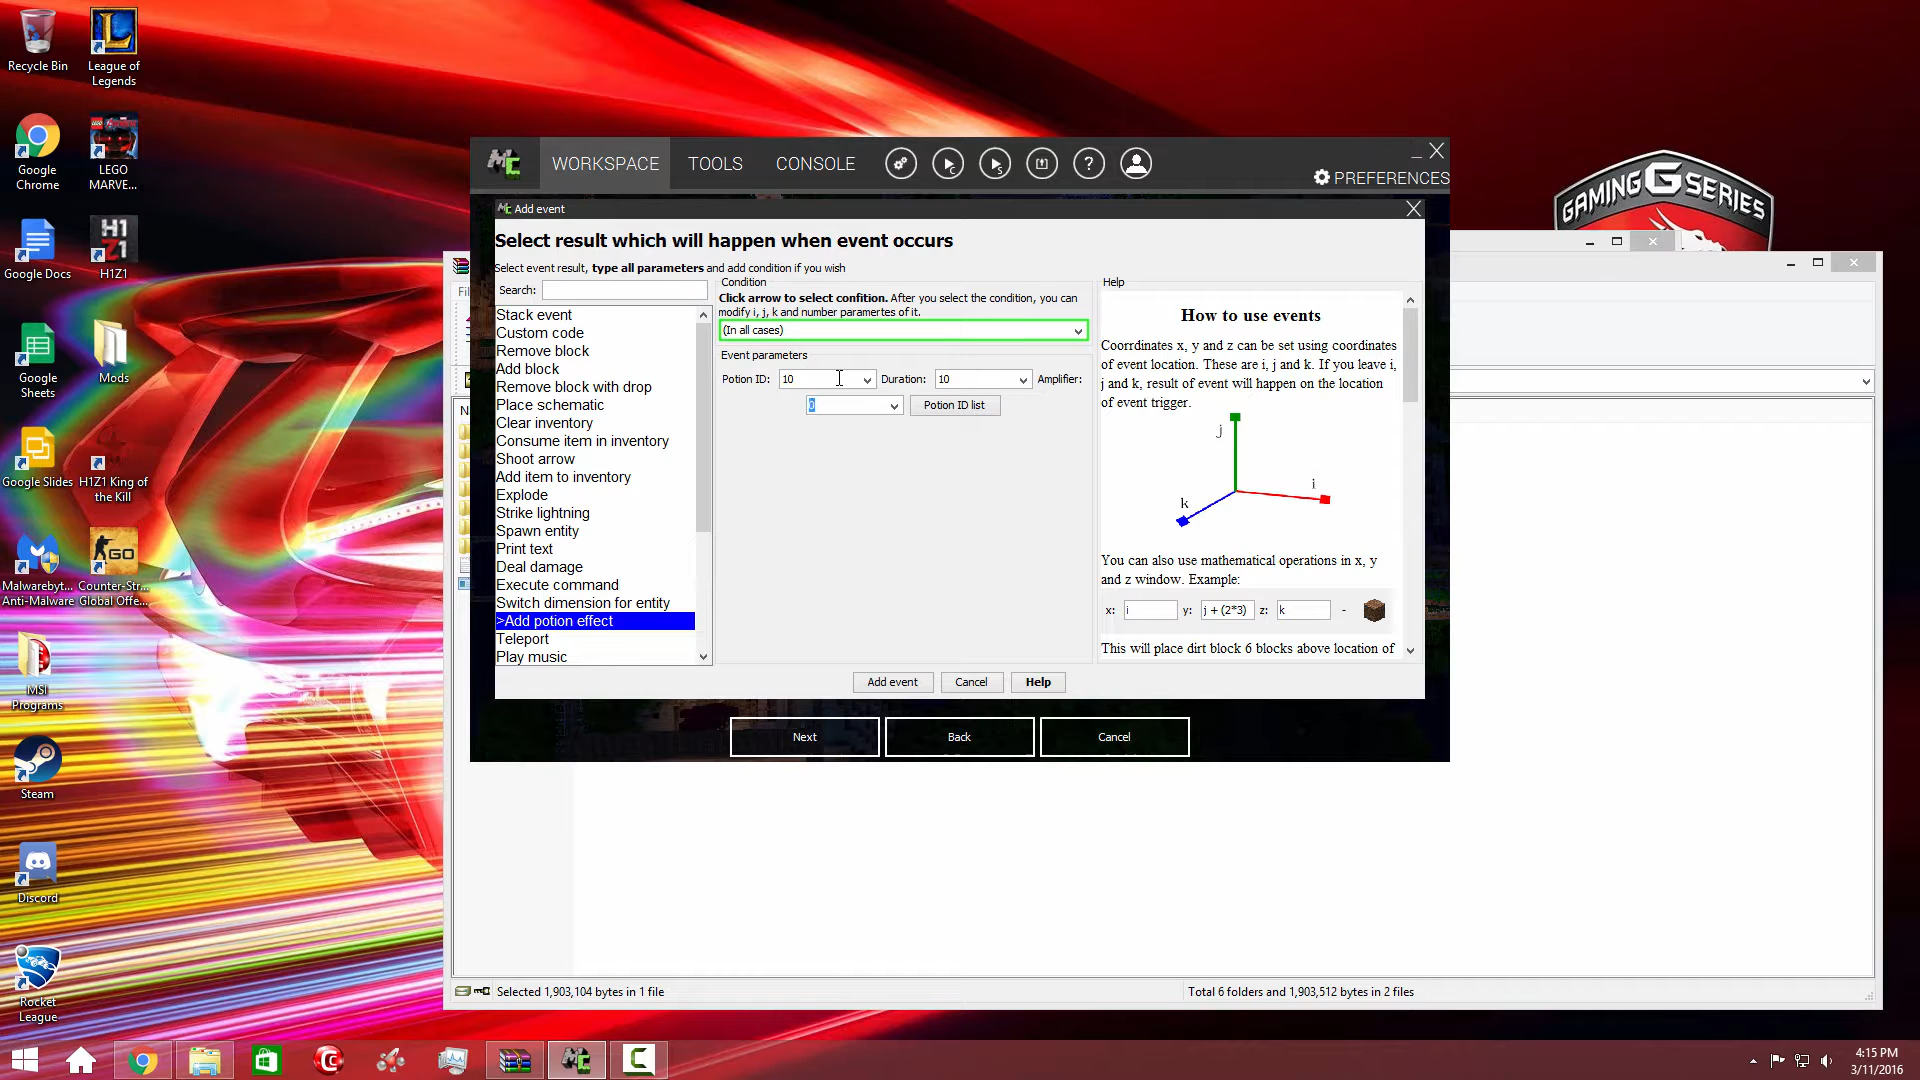 Recycle Bin
League of
Legends
Google
Chrome
LEGO
MARVE...
Google Docs
H1Z1
Google
Sheets
Mods
Google Slides
H1Z1 King of
the Kill
Malwarebyt...
Anti-Malware
Counter-Str...
Global Offe...
MSI
Programs
Steam
Discord
Rocket
League
GAMING G SERIES
WORKSPACE
TOOLS
CONSOLE
PREFERENCES
Add event
Select result which will happen when event occurs
Select event result, type all parameters and add condition if you wish
Search:
Stack event
Custom code
Remove block
Add block
Remove block with drop
Place schematic
Clear inventory
Consume item in inventory
Shoot arrow
Add item to inventory
Explode
Strike lightning
Spawn entity
Print text
Deal damage
Execute command
Switch dimension for entity
>Add potion effect
Teleport
Play music
Condition
Click arrow to select confition. After you select the condition, you can
modify i, j, k and number paramertes of it.
(In all cases)
Event parameters
Potion ID: 10 Duration: 10 Amplifier:
0 Potion ID list
Help
How to use events
Coorrdinates x, y and z can be set using coordinates
of event location. These are i, j and k. If you leave i,
j and k, result of event will happen on the location
of event trigger.
j
i
k
You can also use mathematical operations in x, y
and z window. Example:
x: i y: j + (2*3) z: k -
This will place dirt block 6 blocks above location of
Add event
Cancel
Help
Next
Back
Cancel
Selected 1,903,104 bytes in 1 file
Total 6 folders and 1,903,512 bytes in 2 files
4:15 PM
3/11/2016